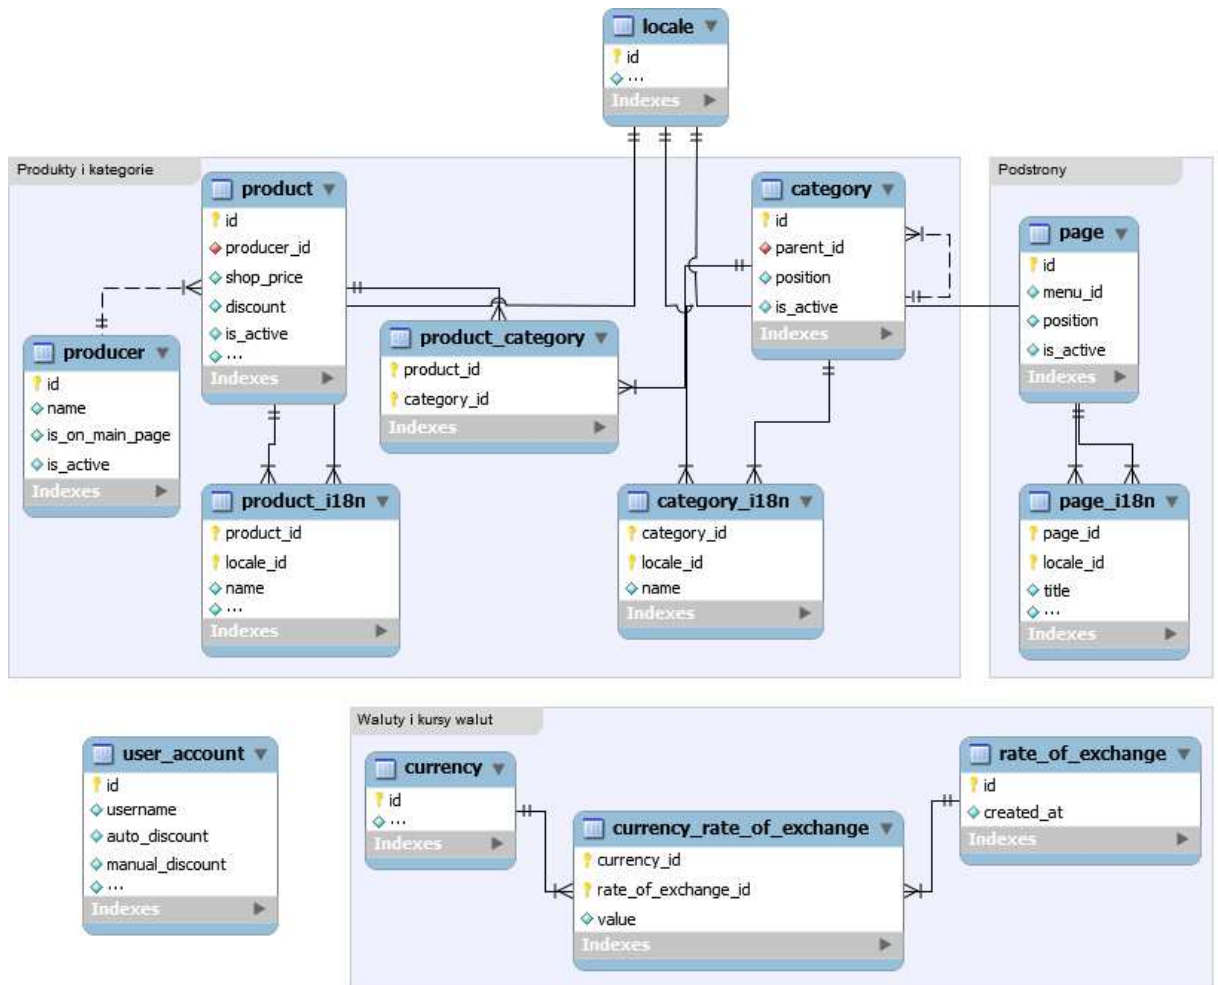 locale
id
...
Indexes
Produkty i kategorie
product
id
producer_id
shop_price
discount
is_active
...
Indexes
category
id
parent_id
position
is_active
Indexes
producer
id
name
is_on_main_page
is_active
Indexes
product_category
product_id
category_id
Indexes
product_i18n
product_id
locale_id
name
...
Indexes
category_i18n
category_id
locale_id
name
Indexes
Podstrony
page
id
menu_id
position
is_active
Indexes
page_i18n
page_id
locale_id
title
...
Indexes
user_account
id
username
auto_discount
manual_discount
...
Indexes
Waluty i kursy walut
currency
id
...
Indexes
currency_rate_of_exchange
currency_id
rate_of_exchange_id
value
Indexes
rate_of_exchange
id
created_at
Indexes